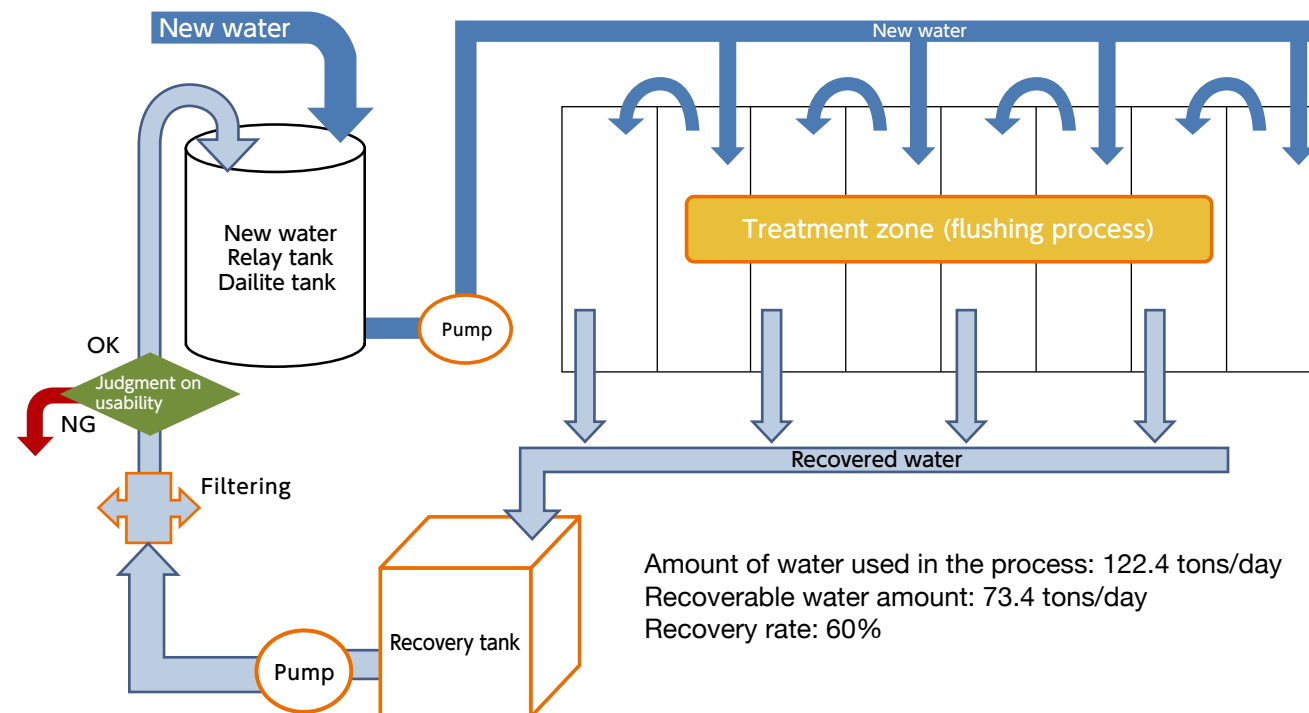 New water
New water
New water
Relay tank
Dailite tank
Treatment zone (flushing process)
Pump
OK
Judgment on
usability
NG
Recovered water
Filtering
Amount of water used in the process: 122.4 tons/day
Recoverable water amount: 73.4 tons/day
Recovery rate: 60%
Recovery tank
Pump